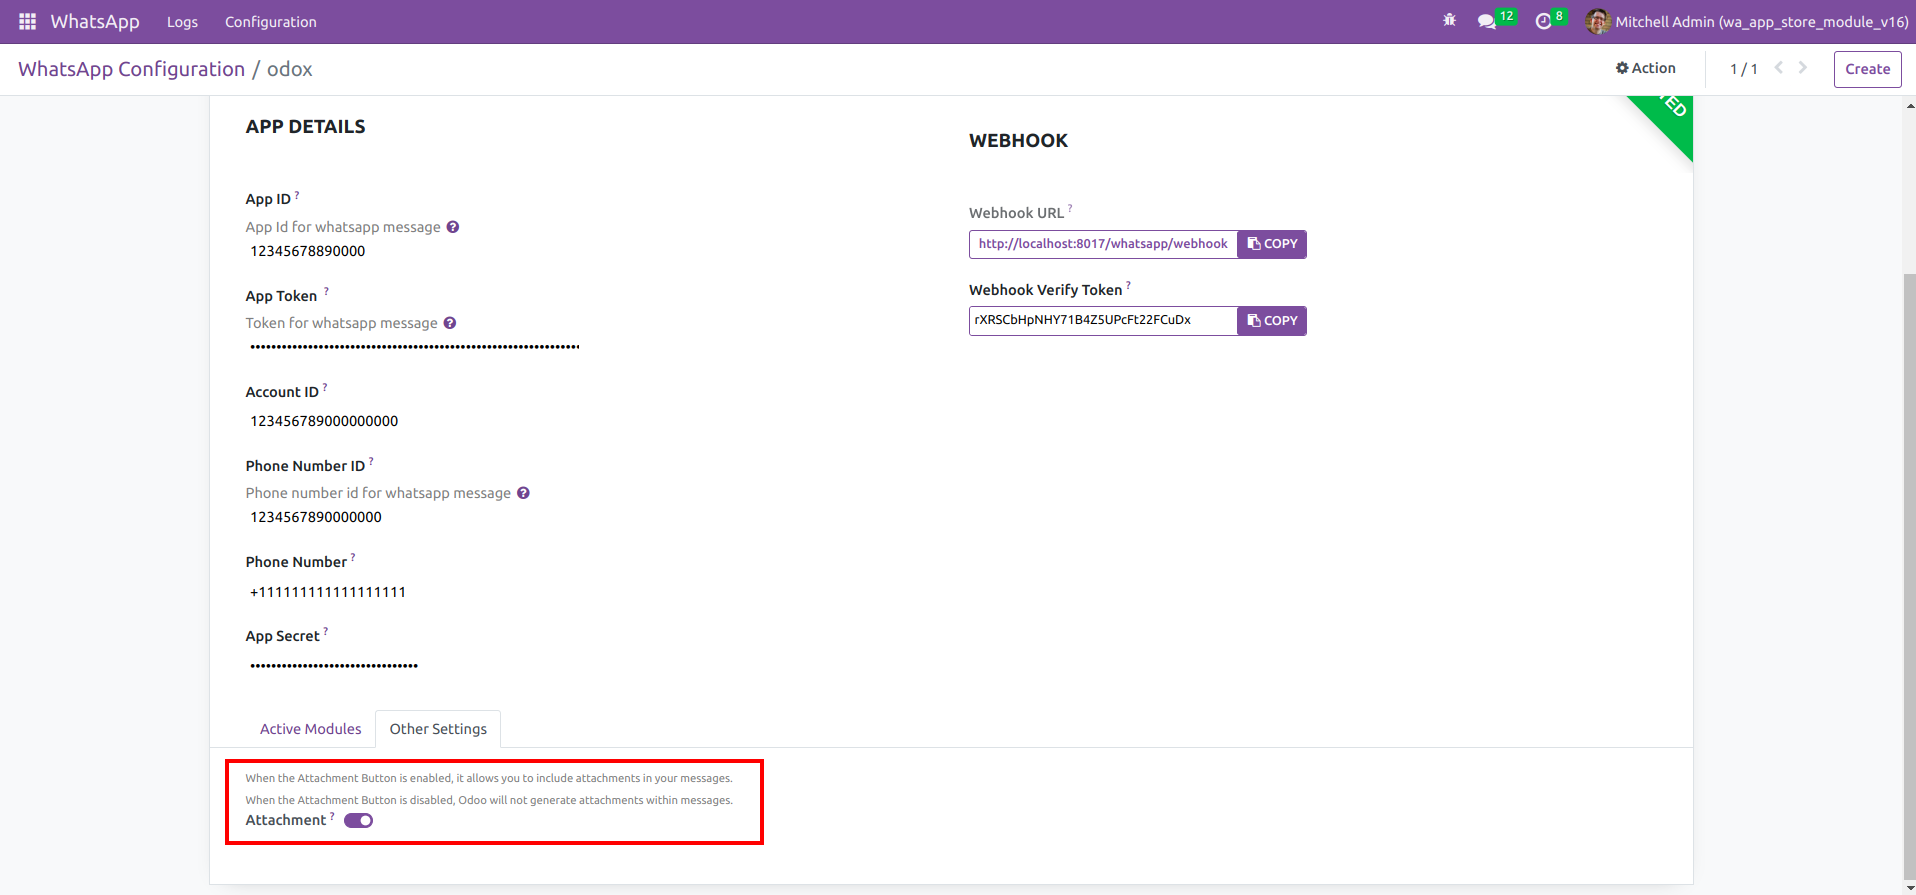 WhatsApp Logs Configuration 12 8 Mitchell Admin (wa_app_store_module_v16)
WhatsApp Configuration / odox Action 1 / 1 Create
APP DETAILS
App ID ?
App Id for whatsapp message ?
12345678890000
App Token ?
Token for whatsapp message ?
Account ID ?
123456789000000000
Phone Number ID ?
Phone number id for whatsapp message ?
1234567890000000
Phone Number ?
+111111111111111111
App Secret ?
TED
WEBHOOK
Webhook URL ?
http://localhost:8017/whatsapp/webhook COPY
Webhook Verify Token ?
rXRSCbHpNHY71B4Z5UPcFt22FCuDx COPY
Active Modules Other Settings
When the Attachment Button is enabled, it allows you to include attachments in your messages.
When the Attachment Button is disabled, Odoo will not generate attachments within messages.
Attachment ?